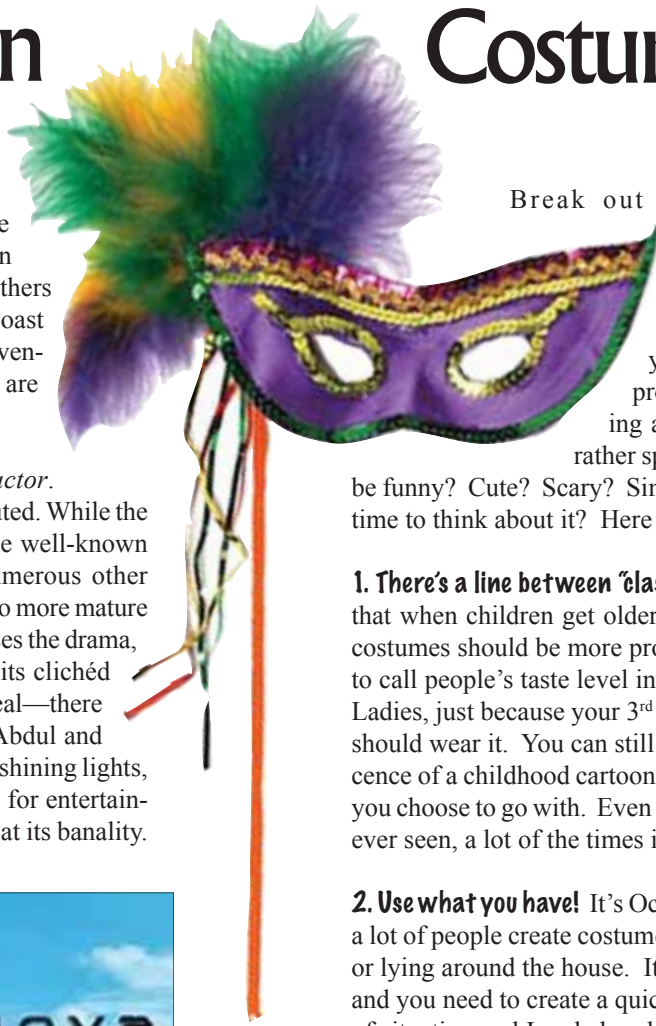 n
Costu
e
n
thers
oast
ven-
are
actor.
ted. While the
e well-known
umerous other
o more mature
es the drama,
its clichéd
eal—there
Abdul and
shining lights,
for entertain-
at its banality.
Break out
y
pr
ing a
rather sp
be funny? Cute? Scary? Sin
time to think about it? Here
1. There's a line between "clas
that when children get older
costumes should be more pro
to call people's taste level in
Ladies, just because your 3rd
should wear it. You can still
cence of a childhood cartoon
you choose to go with. Even
ever seen, a lot of the times i
2. Use what you have! It's Oc
a lot of people create costum
or lying around the house. It
and you need to create a quic